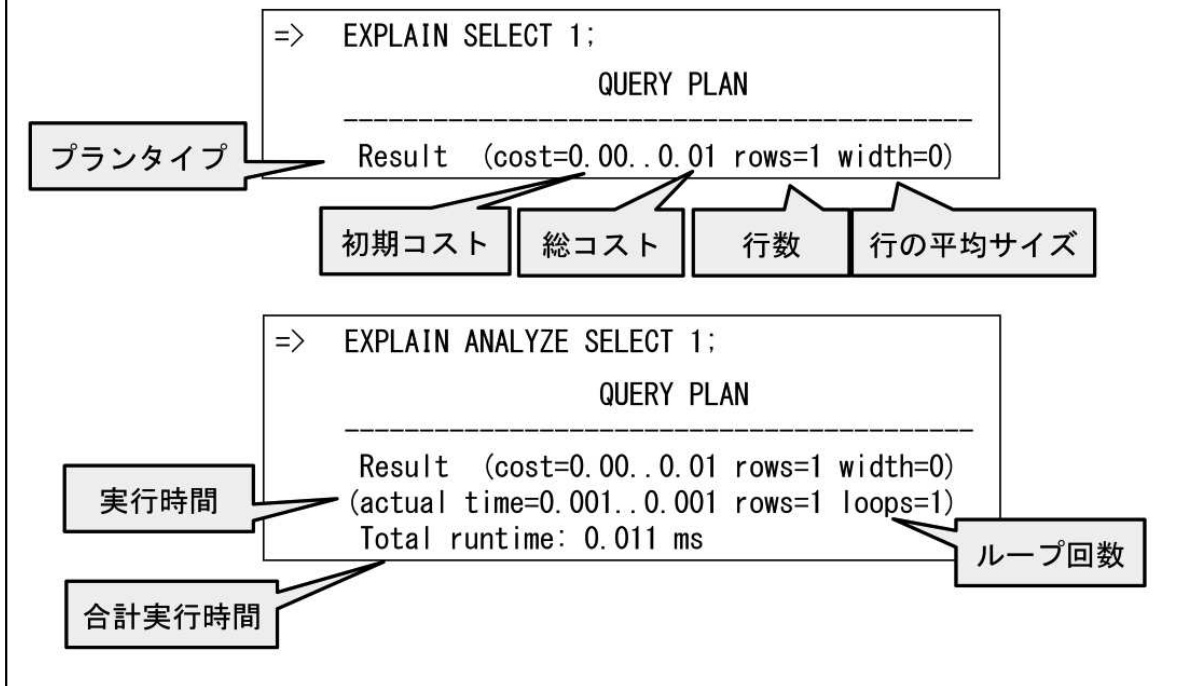 => EXPLAIN SELECT 1;
QUERY PLAN
------------------------------------------
プランタイプ
Result (cost=0.00..0.01 rows=1 width=0)
初期コスト
総コスト
行数
行の平均サイズ
=> EXPLAIN ANALYZE SELECT 1;
QUERY PLAN
------------------------------------------
Result (cost=0.00..0.01 rows=1 width=0)
実行時間
(actual time=0.001..0.001 rows=1 loops=1)
Total runtime: 0.011 ms
ループ回数
合計実行時間